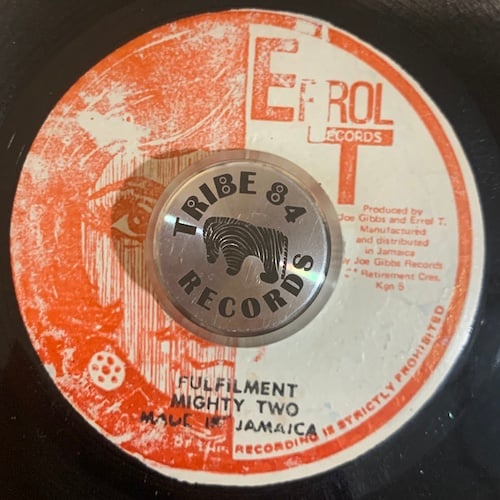 ERROL
RECORDS
T
Produced by
Joe Gibbs and Errol T.
Manufactured
and distributed
in Jamaica
by Joe Gibbs Records
Retirement Cres.
Kgn 5
TRIBE 84
RECORDS
FULFILMENT
MIGHTY TWO
MADE IN JAMAICA
RECORDING IS STRICTLY PROHIBITED